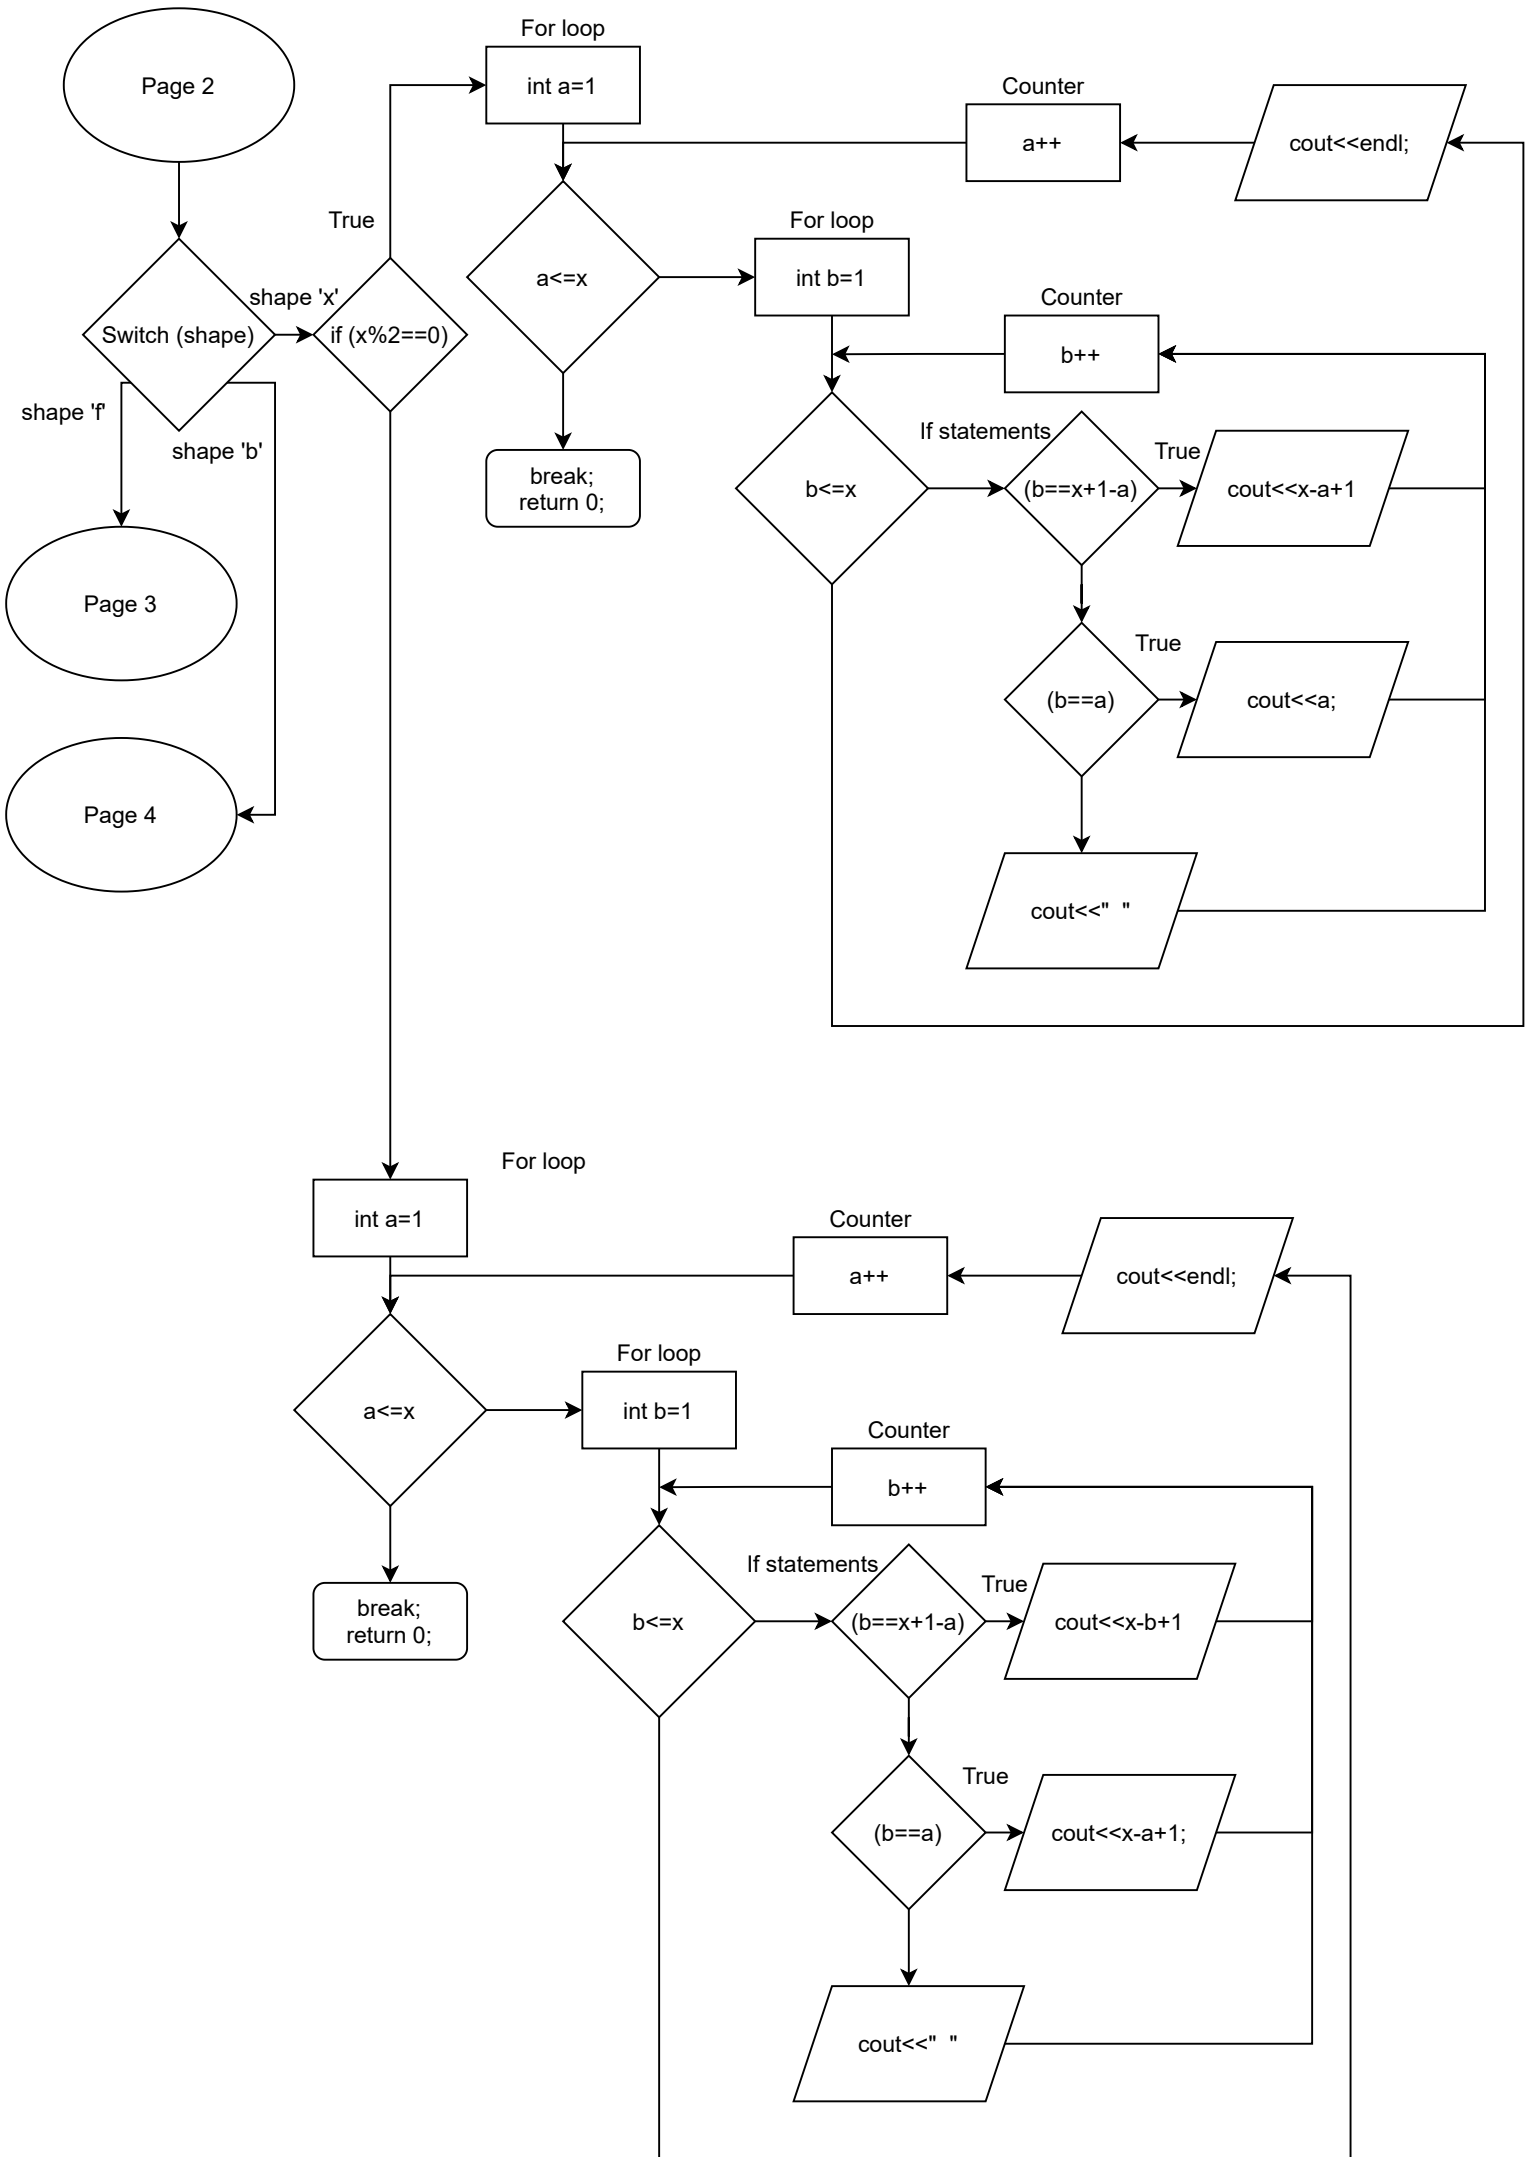 For loop
Page 2
int a=1
Counter
a++
cout<<endl;
True
For loop
shape 'x'
Switch (shape)
if (x%2==0)
a<=x
int b=1
Counter
b++
shape 'f'
shape 'b'
break;
return 0;
If statements
True
b<=x
(b==x+1-a)
cout<<x-a+1
Page 3
True
(b==a)
cout<<a;
Page 4
cout<<"  "
For loop
int a=1
Counter
a++
cout<<endl;
For loop
a<=x
int b=1
Counter
b++
break;
return 0;
If statements
True
b<=x
(b==x+1-a)
cout<<x-b+1
True
(b==a)
cout<<x-a+1;
cout<<"  "